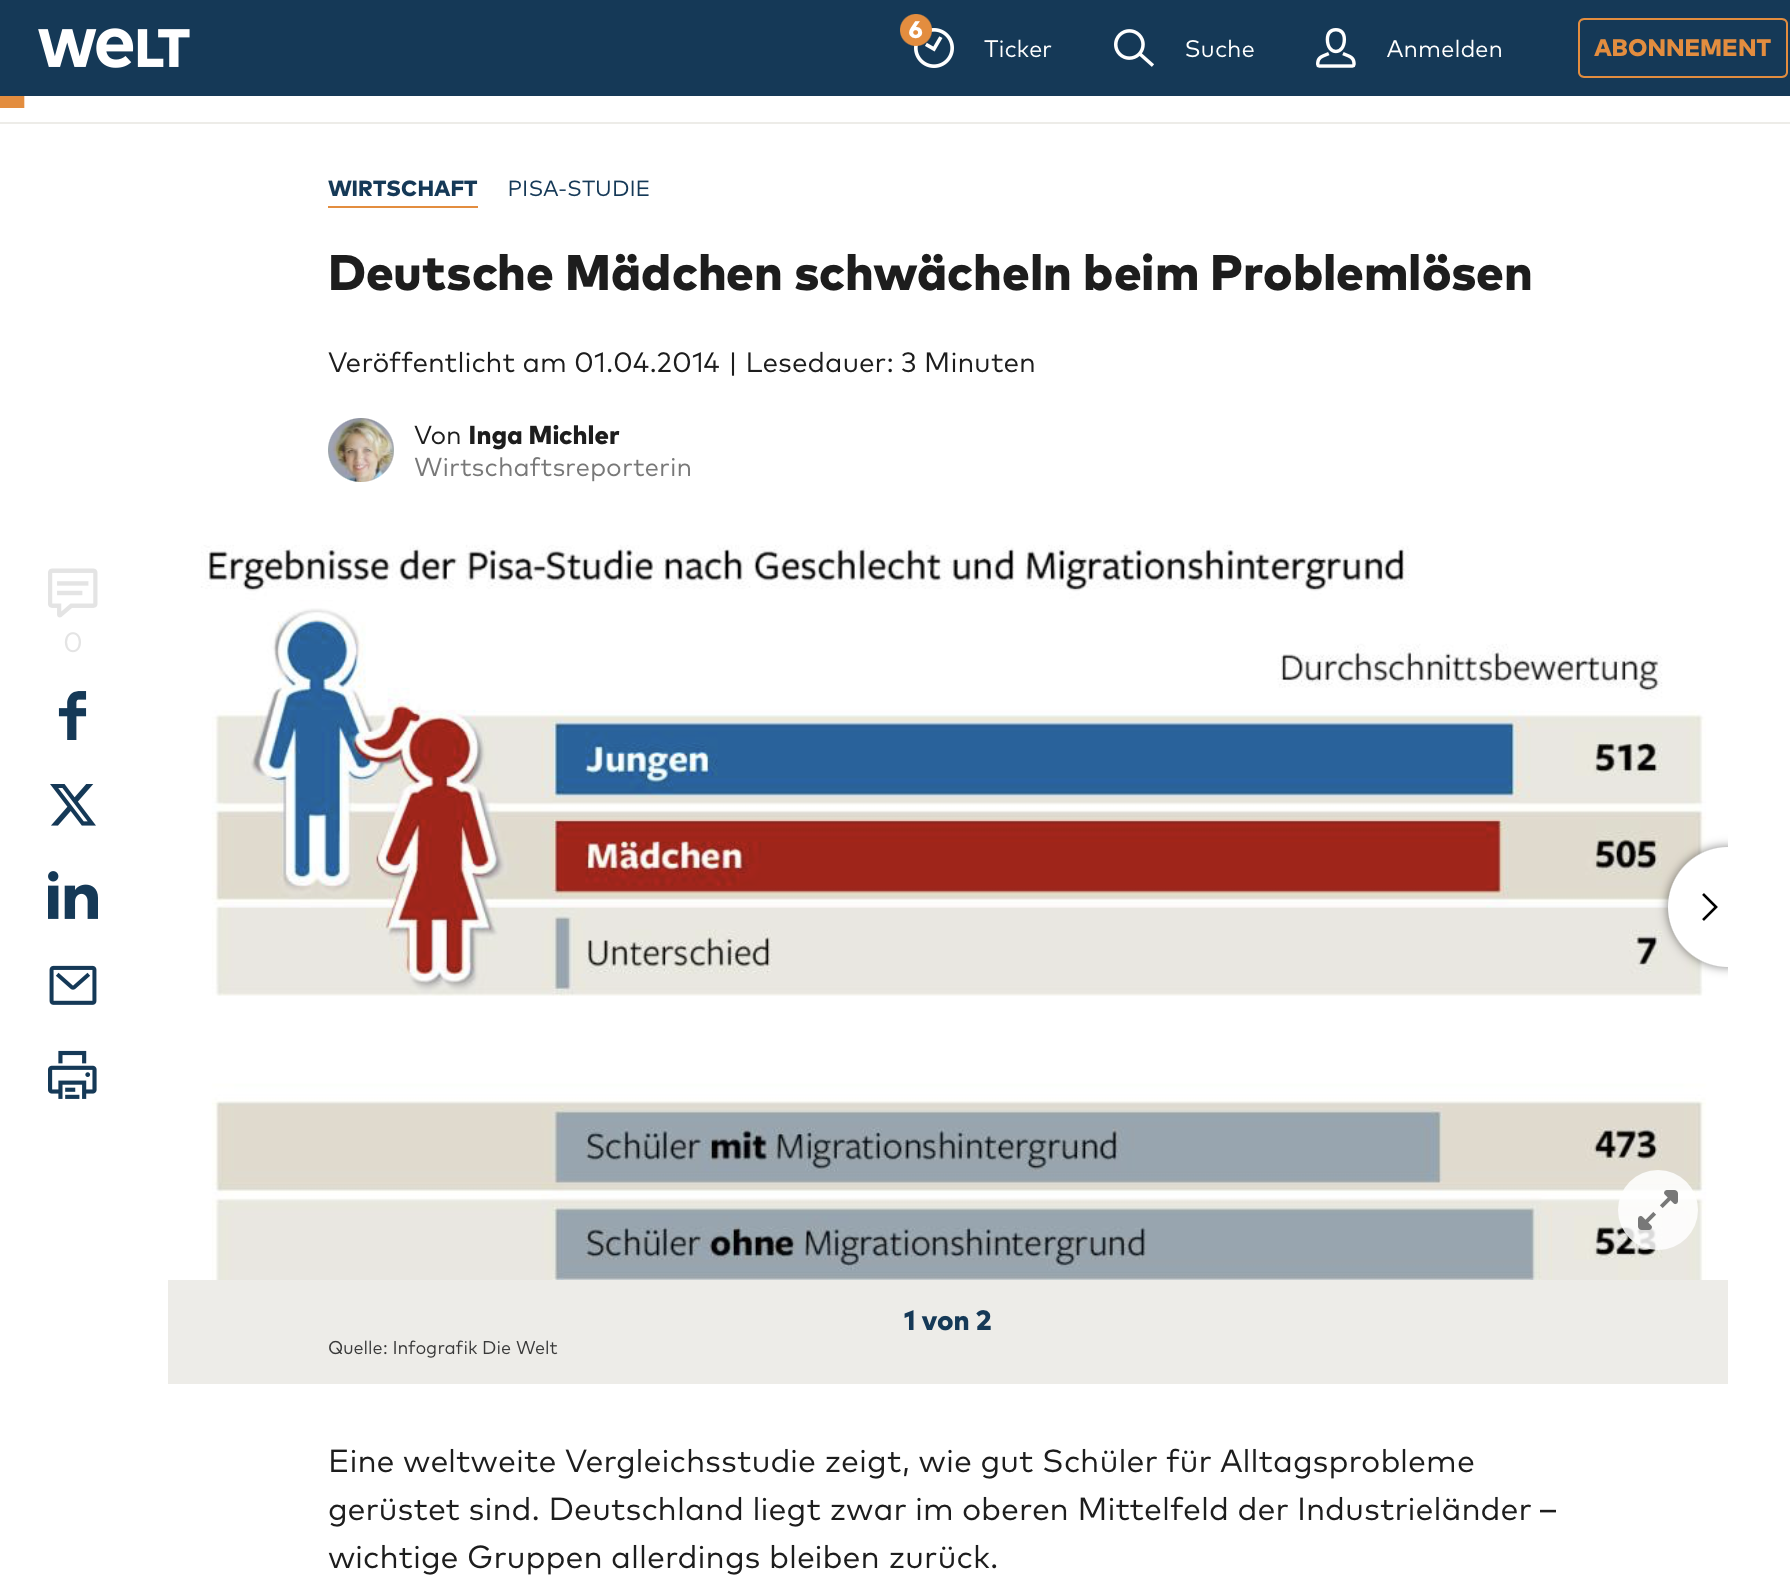 WELT
6
Ticker
Suche
Anmelden
ABONNEMENT
WIRTSCHAFT PISA-STUDIE
Deutsche Mädchen schwächeln beim Problemlösen
Veröffentlicht am 01.04.2014 | Lesedauer: 3 Minuten
Von Inga Michler
Wirtschaftsreporterin
0
Ergebnisse der Pisa-Studie nach Geschlecht und Migrationshintergrund
Durchschnittsbewertung
Jungen 512
Mädchen 505
Unterschied 7
Schüler mit Migrationshintergrund 473
Schüler ohne Migrationshintergrund 523
1 von 2
Quelle: Infografik Die Welt
Eine weltweite Vergleichsstudie zeigt, wie gut Schüler für Alltagsprobleme
gerüstet sind. Deutschland liegt zwar im oberen Mittelfeld der Industrieländer –
wichtige Gruppen allerdings bleiben zurück.